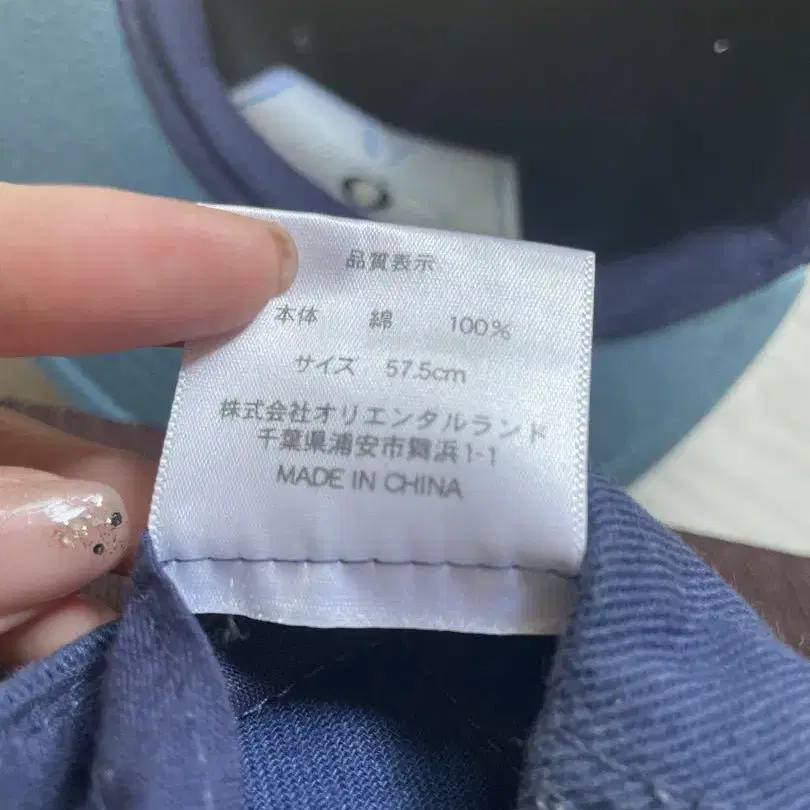 品質表示
本体 綿 100%
サイズ 57.5cm
株式会社オリエンタルランド
千葉県浦安市舞浜1-1
MADE IN CHINA